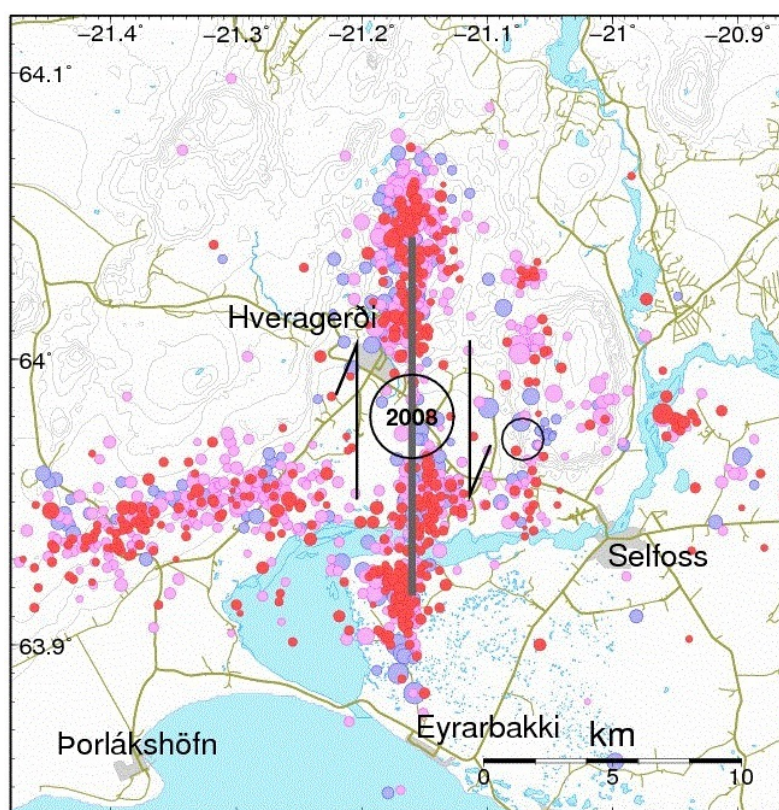 −21.4˚ −21.3˚ −21.2˚ −21.1˚ −21˚ −20.9˚
64.1˚
Hveragerði
64˚
2008
Selfoss
63.9˚
Þorlákshöfn
Eyrarbakki
km
0 5 10